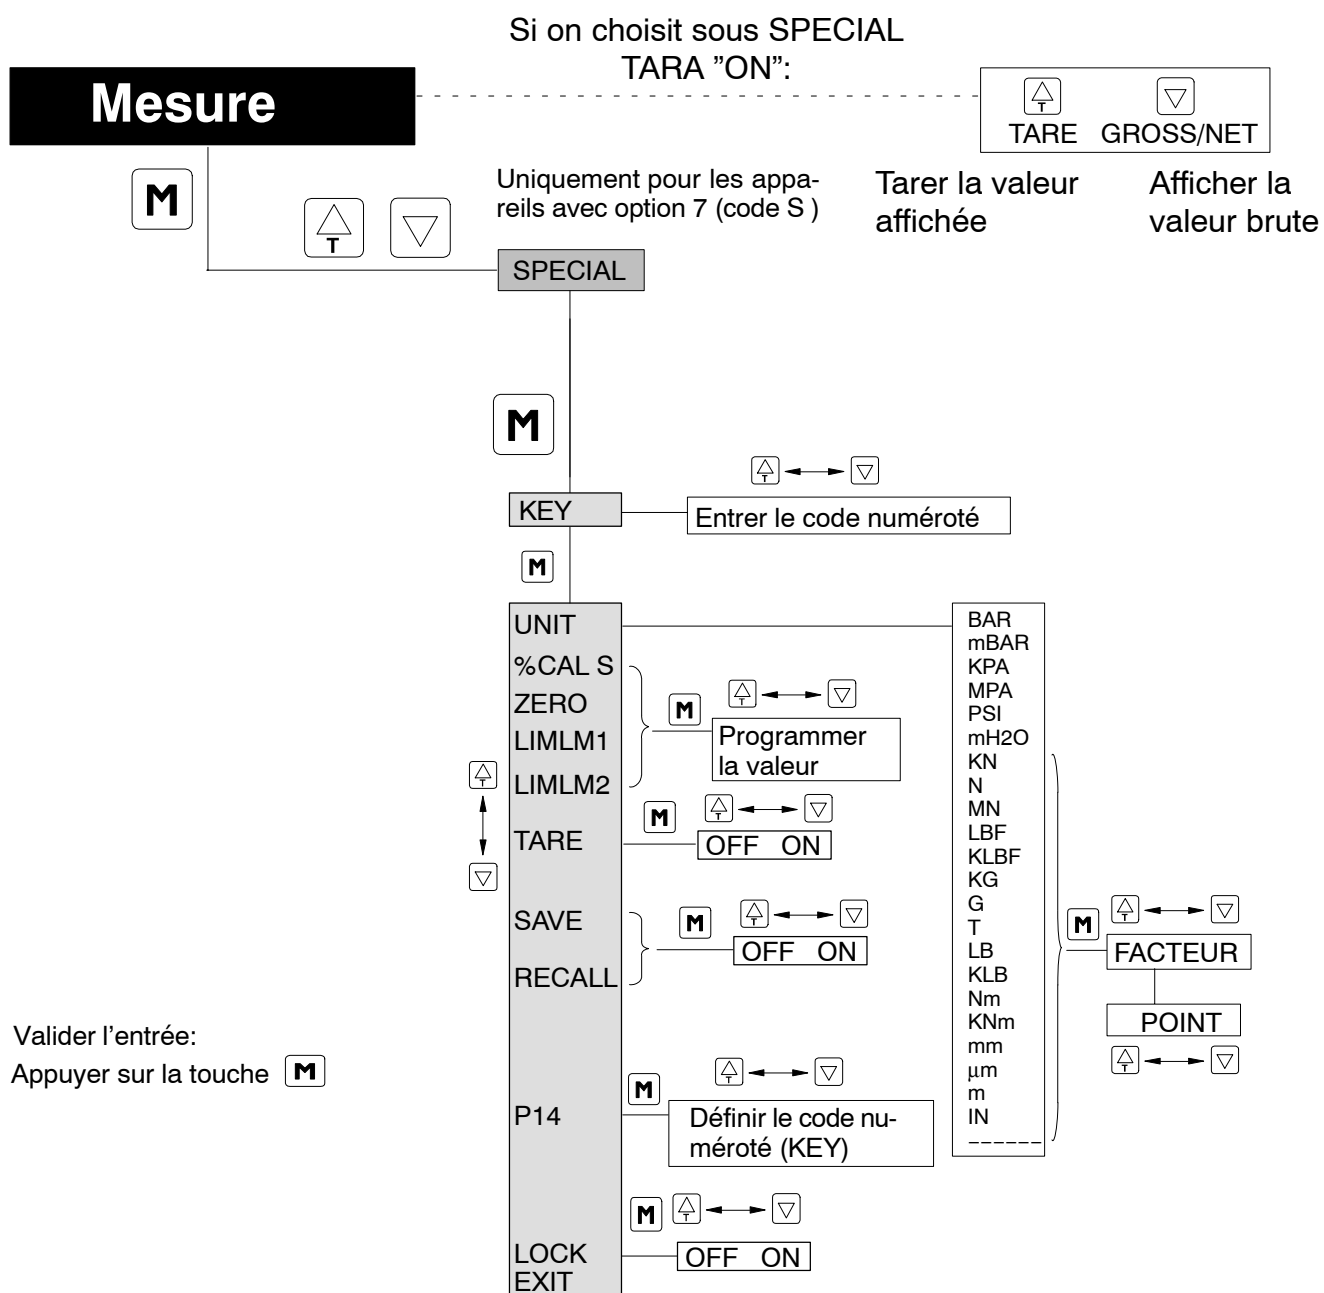 Si on choisit sous SPECIAL
TARA ”ON”:
Mesure
T
TARE GROSS/NET
M
T
Uniquement pour les appa-
reils avec option 7 (code S )
Tarer la valeur
affichée
Afficher la
valeur brute
SPECIAL
M
T
KEY
Entrer le code numéroté
M
UNIT
%CAL S
ZERO
LIMLM1
LIMLM2
TARE
SAVE
RECALL
P14
LOCK
EXIT
T
M
T
Programmer
la valeur
M
T
OFF ON
M
T
OFF ON
M
T
Définir le code nu-
méroté (KEY)
M
T
OFF ON
BAR
mBAR
KPA
MPA
PSI
mH2O
KN
N
MN
LBF
KLBF
KG
G
T
LB
KLB
Nm
KNm
mm
µm
m
IN
------
M
T
FACTEUR
POINT
T
Valider l’entrée:
Appuyer sur la touche M